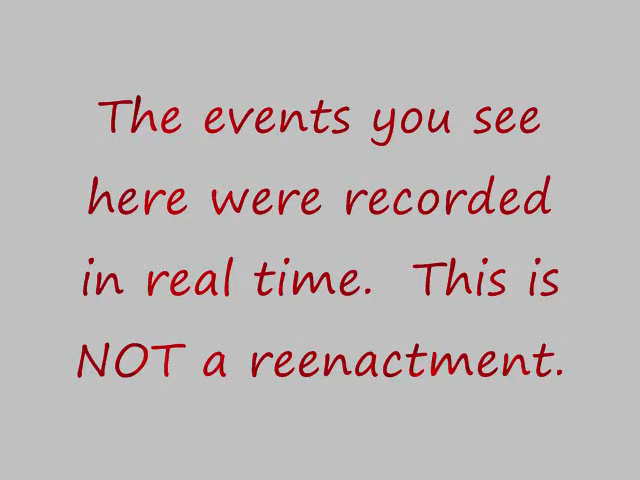 The events you see
here were recorded
in real time. This is
NOT a reenactment.